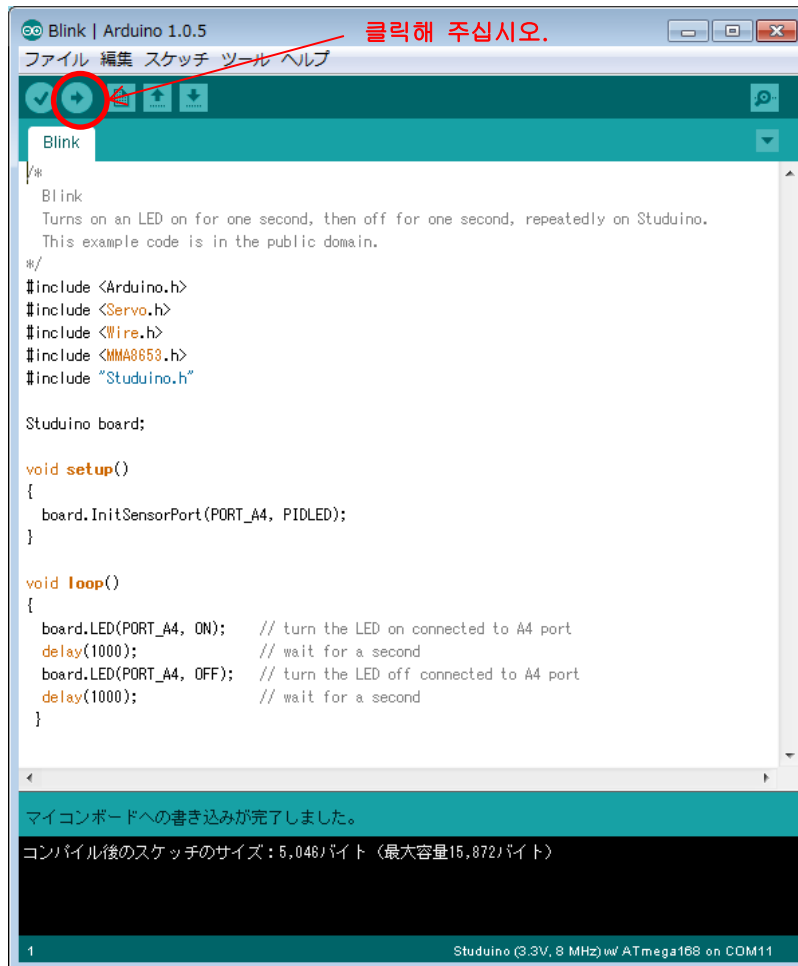 Blink | Arduino 1.0.5
클릭해 주십시오.
ファイル 編集 スケッチ ツール ヘルプ
Blink
/*
  Blink
  Turns on an LED on for one second, then off for one second, repeatedly on Studuino.
  This example code is in the public domain.
*/
#include <Arduino.h>
#include <Servo.h>
#include <Wire.h>
#include <MMA8653.h>
#include "Studuino.h"

Studuino board;

void setup()
{
  board.InitSensorPort(PORT_A4, PIDLED);
}

void loop()
{
  board.LED(PORT_A4, ON);    // turn the LED on connected to A4 port
  delay(1000);               // wait for a second
  board.LED(PORT_A4, OFF);   // turn the LED off connected to A4 port
  delay(1000);               // wait for a second
}
マイコンボードへの書き込みが完了しました。
コンパイル後のスケッチのサイズ：5,046バイト（最大容量15,872バイト）
1
Studuino (3.3V, 8 MHz) w/ ATmega168 on COM11